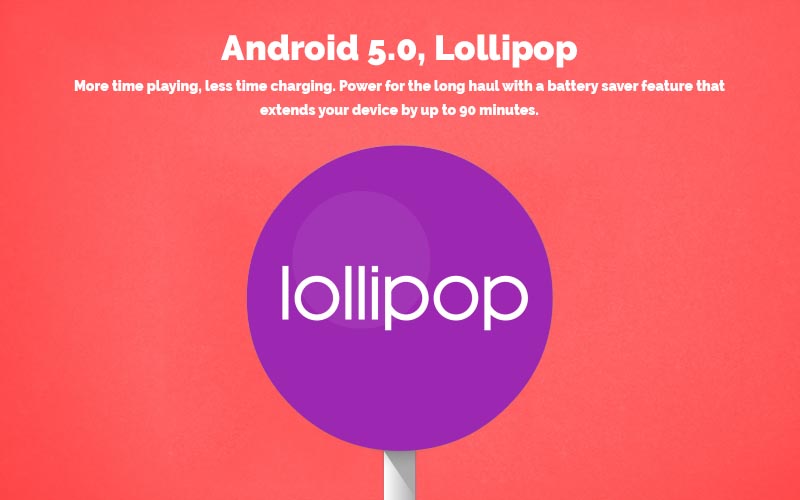 Android 5.0, Lollipop
More time playing, less time charging. Power for the long haul with a battery saver feature that
extends your device by up to 90 minutes.
lollipop